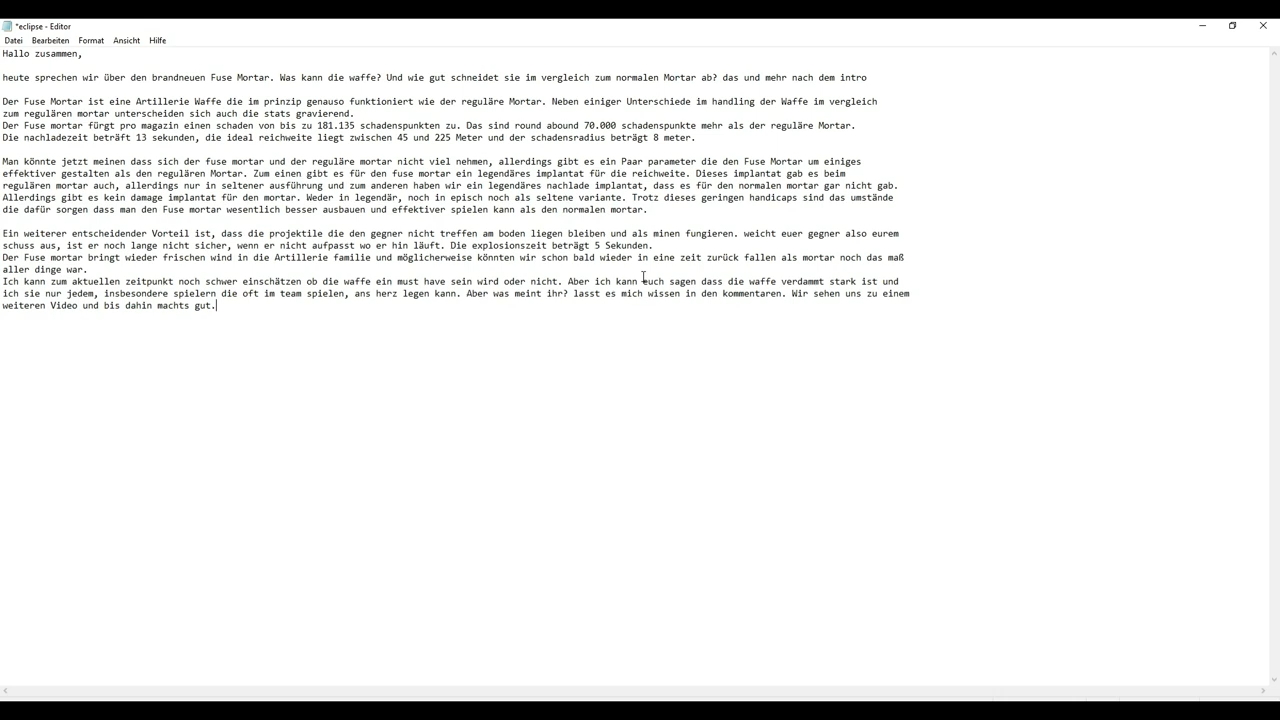 *eclipse - Editor
Datei Bearbeiten Format Ansicht Hilfe
Hallo zusammen,
heute sprechen wir über den brandneuen Fuse Mortar. Was kann die waffe? Und wie gut schneidet sie im vergleich zum normalen Mortar ab? das und mehr nach dem intro
Der Fuse Mortar ist eine Artillerie Waffe die im prinzip genauso funktioniert wie der reguläre Mortar. Neben einiger Unterschiede im handling der Waffe im vergleich
zum regulären mortar unterscheiden sich auch die stats gravierend.
Der Fuse mortar fürgt pro magazin einen schaden von bis zu 181.135 schadenspunkten zu. Das sind round abound 70.000 schadenspunkte mehr als der reguläre Mortar.
Die nachladezeit beträft 13 sekunden, die ideal reichweite liegt zwischen 45 und 225 Meter und der schadensradius beträgt 8 meter.
Man könnte jetzt meinen dass sich der fuse mortar und der reguläre mortar nicht viel nehmen, allerdings gibt es ein Paar parameter die den Fuse Mortar um einiges
effektiver gestalten als den regulären Mortar. Zum einen gibt es für den fuse mortar ein legendäres implantat für die reichweite. Dieses implantat gab es beim
regulären mortar auch, allerdings nur in seltener ausführung und zum anderen haben wir ein legendäres nachlade implantat, dass es für den normalen mortar gar nicht gab.
Allerdings gibt es kein damage implantat für den mortar. Weder in legendär, noch in episch noch als seltene variante. Trotz dieses geringen handicaps sind das umstände
die dafür sorgen dass man den Fuse mortar wesentlich besser ausbauen und effektiver spielen kann als den normalen mortar.
Ein weiterer entscheidender Vorteil ist, dass die projektile die den gegner nicht treffen am boden liegen bleiben und als minen fungieren. weicht euer gegner also eurem
schuss aus, ist er noch lange nicht sicher, wenn er nicht aufpasst wo er hin läuft. Die explosionszeit beträgt 5 Sekunden.
Der Fuse mortar bringt wieder frischen wind in die Artillerie familie und möglicherweise könnten wir schon bald wieder in eine zeit zurück fallen als mortar noch das maß
aller dinge war.
Ich kann zum aktuellen zeitpunkt noch schwer einschätzen ob die waffe ein must have sein wird oder nicht. Aber ich kann euch sagen dass die waffe verdammt stark ist und
ich sie nur jedem, insbesondere spielern die oft im team spielen, ans herz legen kann. Aber was meint ihr? lasst es mich wissen in den kommentaren. Wir sehen uns zu einem
weiteren Video und bis dahin machts gut.